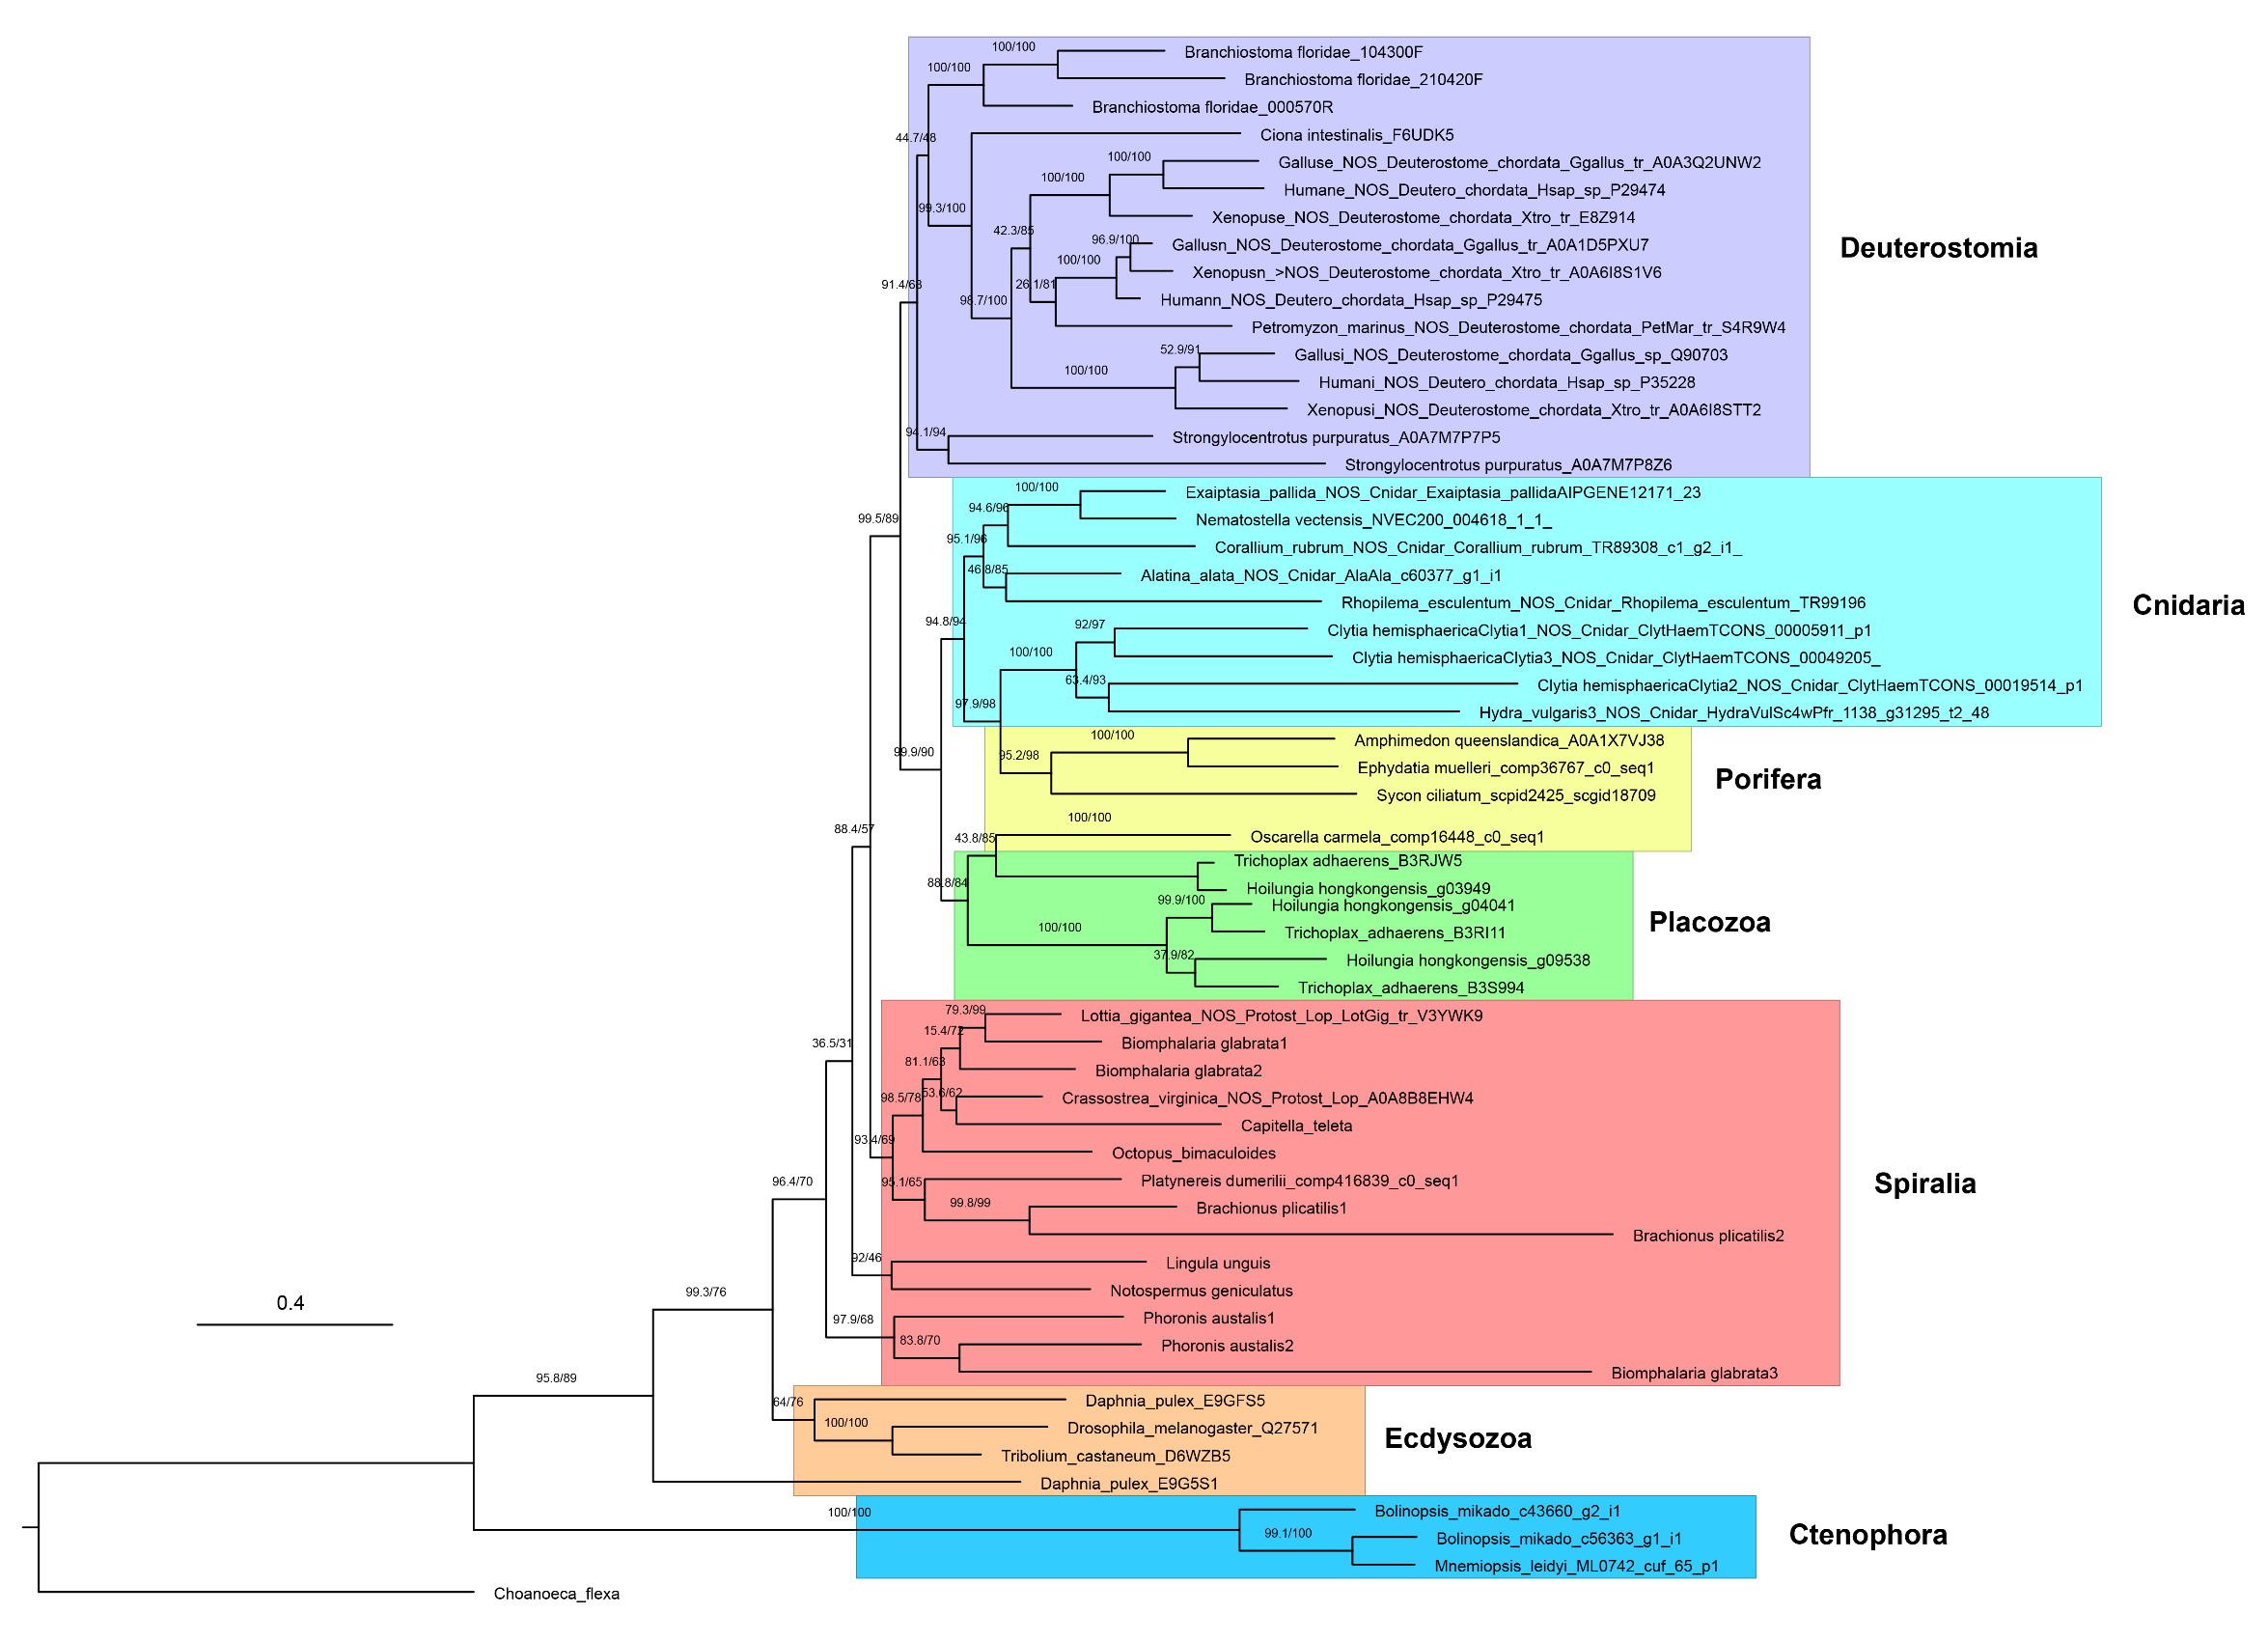 100/100
Branchiostoma floridae_104300F
100/100
Branchiostoma floridae_210420F
Branchiostoma floridae_000570R
44.7/48
Ciona intestinalis_F6UDK5
100/100
Galluse_NOS_Deuterostome_chordata_Ggallus_tr_A0A3Q2UNW2
100/100
Humane_NOS_Deutero_chordata_Hsap_sp_P29474
99.3/100
Xenopuse_NOS_Deuterostome_chordata_Xtro_tr_E8Z914
42.3/85
96.9/100
Gallusn_NOS_Deuterostome_chordata_Ggallus_tr_A0A1D5PXU7
Deuterostomia
100/100
Xenopusn_>NOS_Deuterostome_chordata_Xtro_tr_A0A6I8S1V6
91.4/68
26.1/81
98.7/100
Humann_NOS_Deutero_chordata_Hsap_sp_P29475
Petromyzon_marinus_NOS_Deuterostome_chordata_PetMar_tr_S4R9W4
52.9/91
Gallusi_NOS_Deuterostome_chordata_Ggallus_sp_Q90703
100/100
Humani_NOS_Deutero_chordata_Hsap_sp_P35228
Xenopusi_NOS_Deuterostome_chordata_Xtro_tr_A0A6I8STT2
94.1/94
Strongylocentrotus purpuratus_A0A7M7P7P5
Strongylocentrotus purpuratus_A0A7M7P8Z6
100/100
Exaiptasia_pallida_NOS_Cnidar_Exaiptasia_pallidaAIPGENE12171_23
94.6/96
99.5/89
Nematostella vectensis_NVEC200_004618_1_1_
95.1/96
Corallium_rubrum_NOS_Cnidar_Corallium_rubrum_TR89308_c1_g2_i1_
46.8/85
Alatina_alata_NOS_Cnidar_AlaAla_c60377_g1_i1
Rhopilema_esculentum_NOS_Cnidar_Rhopilema_esculentum_TR99196
Cnidaria
94.8/94
92/97
Clytia hemisphaericaClytia1_NOS_Cnidar_ClytHaemTCONS_00005911_p1
100/100
Clytia hemisphaericaClytia3_NOS_Cnidar_ClytHaemTCONS_00049205_
63.4/93
Clytia hemisphaericaClytia2_NOS_Cnidar_ClytHaemTCONS_00019514_p1
97.9/98
Hydra_vulgaris3_NOS_Cnidar_HydraVulSc4wPfr_1138_g31295_t2_48
100/100
Amphimedon queenslandica_A0A1X7VJ38
99.9/90
95.2/98
Ephydatia muelleri_comp36767_c0_seq1
Porifera
Sycon ciliatum_scpid2425_scgid18709
100/100
88.4/57
43.8/85
Oscarella carmela_comp16448_c0_seq1
Trichoplax adhaerens_B3RJW5
88.8/84
Hoilungia hongkongensis_g03949
99.9/100
Hoilungia hongkongensis_g04041
100/100
Trichoplax_adhaerens_B3RI11
Placozoa
37.9/82
Hoilungia hongkongensis_g09538
Trichoplax_adhaerens_B3S994
79.3/99
Lottia_gigantea_NOS_Protost_Lop_LotGig_tr_V3YWK9
15.4/72
36.5/31
Biomphalaria glabrata1
81.1/63
Biomphalaria glabrata2
53.6/62
98.5/78
Crassostrea_virginica_NOS_Protost_Lop_A0A8B8EHW4
Capitella_teleta
93.4/69
Octopus_bimaculoides
96.4/70
95.1/65
Platynereis dumerilii_comp416839_c0_seq1
Spiralia
99.8/99
Brachionus plicatilis1
Brachionus plicatilis2
92/46
Lingula unguis
99.3/76
Notospermus geniculatus
0.4
97.9/68
Phoronis austalis1
83.8/70
Phoronis austalis2
Biomphalaria glabrata3
95.8/89
64/76
Daphnia_pulex_E9GFS5
100/100
Drosophila_melanogaster_Q27571
Ecdysozoa
Tribolium_castaneum_D6WZB5
Daphnia_pulex_E9G5S1
100/100
Bolinopsis_mikado_c43660_g2_i1
99.1/100
Bolinopsis_mikado_c56363_g1_i1
Ctenophora
Mnemiopsis_leidyi_ML0742_cuf_65_p1
Choanoeca_flexa